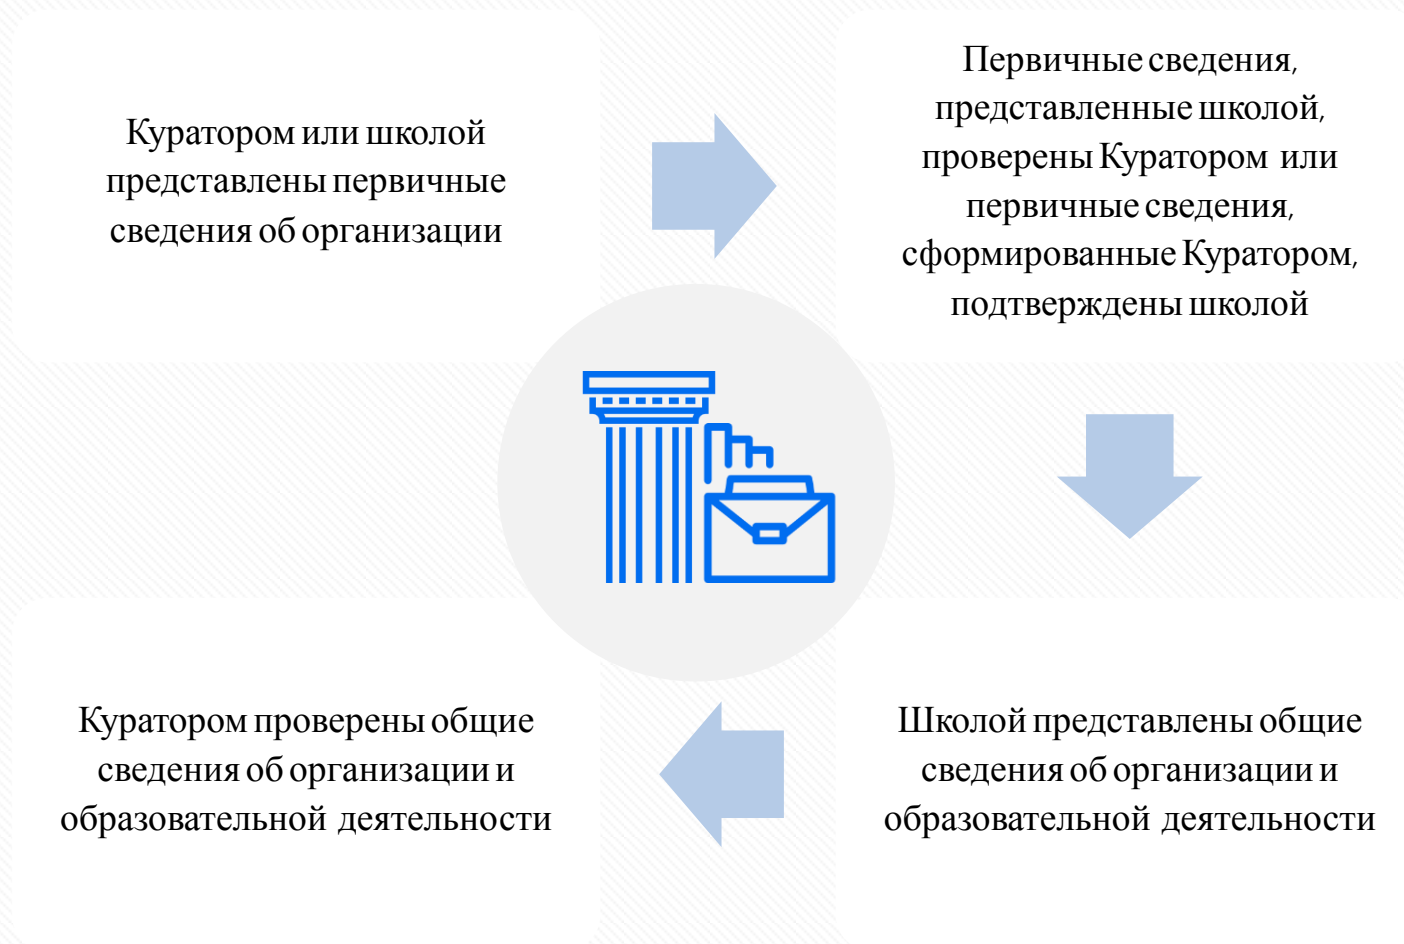 Куратором или школой
представлены первичные
сведения об организации
Первичные сведения,
представленные школой,
проверены Куратором или
первичные сведения,
сформированные Куратором,
подтверждены школой
Школой представлены общие
сведения об организации и
образовательной деятельности
Куратором проверены общие
сведения об организации и
образовательной деятельности